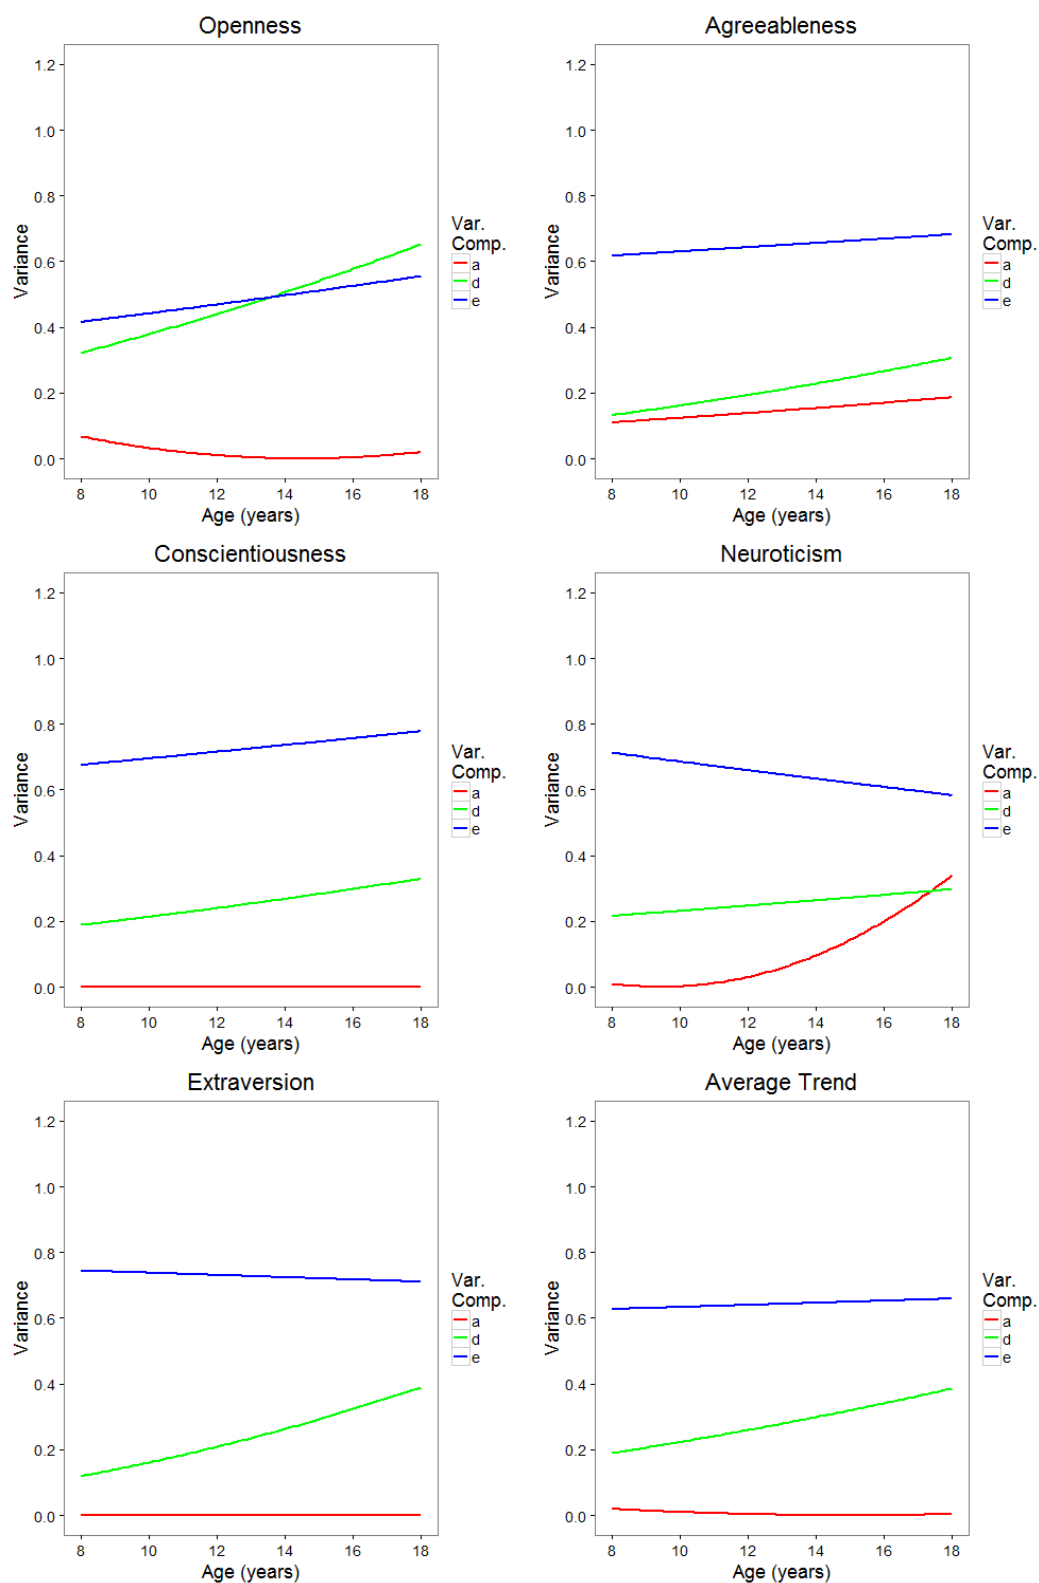 Openness
1.2
1.0
0.8
0.6
0.4
0.2
0.0
Variance
8 10 12 14 16 18
Age (years)
Var.
Comp.
a
d
e
Agreeableness
1.2
1.0
0.8
0.6
0.4
0.2
0.0
Variance
8 10 12 14 16 18
Age (years)
Var.
Comp.
a
d
e
Conscientiousness
1.2
1.0
0.8
0.6
0.4
0.2
0.0
Variance
8 10 12 14 16 18
Age (years)
Var.
Comp.
a
d
e
Neuroticism
1.2
1.0
0.8
0.6
0.4
0.2
0.0
Variance
8 10 12 14 16 18
Age (years)
Var.
Comp.
a
d
e
Extraversion
1.2
1.0
0.8
0.6
0.4
0.2
0.0
Variance
8 10 12 14 16 18
Age (years)
Var.
Comp.
a
d
e
Average Trend
1.2
1.0
0.8
0.6
0.4
0.2
0.0
Variance
8 10 12 14 16 18
Age (years)
Var.
Comp.
a
d
e